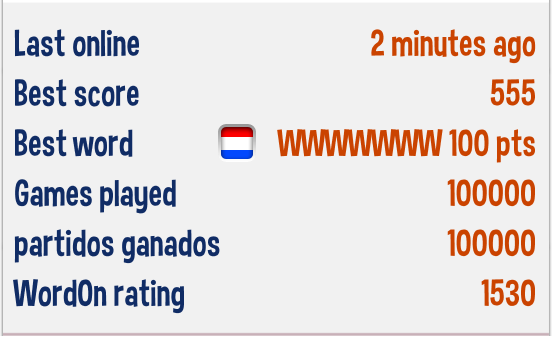 Last online 2 minutes ago
Best score 555
Best word WWWWWWW 100 pts
Games played 100000
partidos ganados 100000
WordOn rating 1530